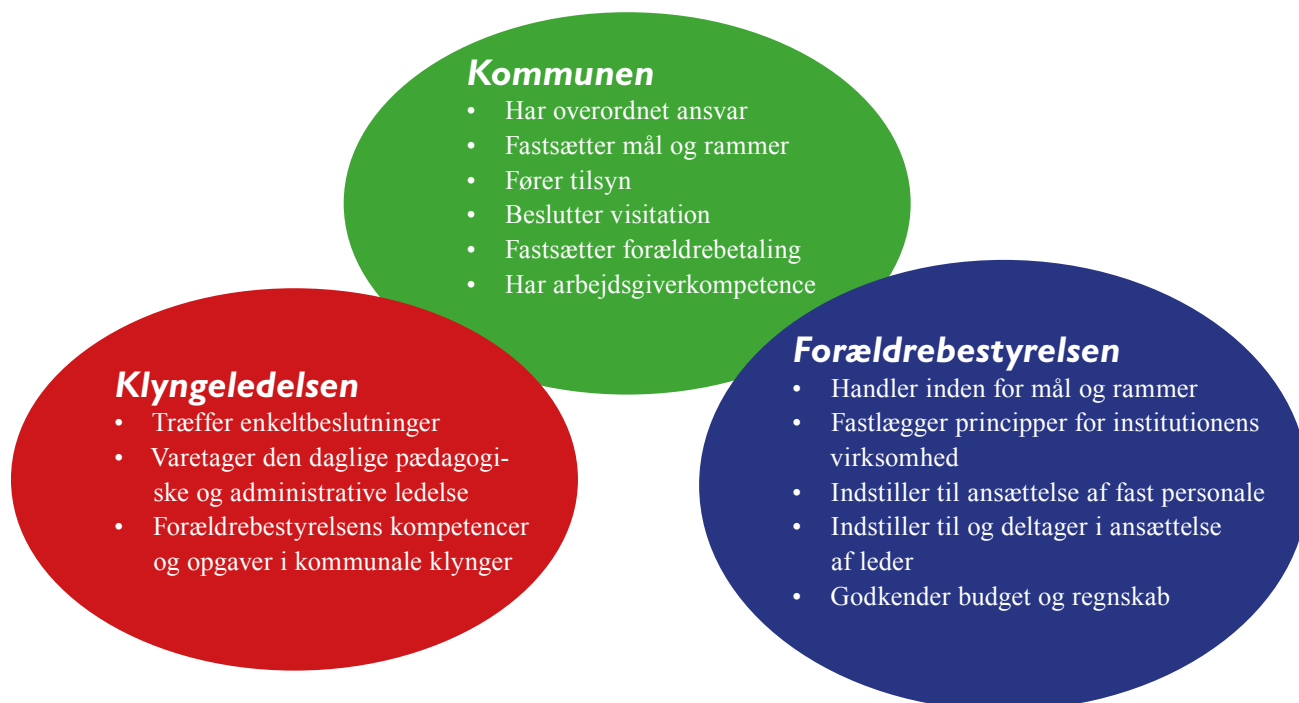 Kommunen
• Har overordnet ansvar
• Fastsætter mål og rammer
• Fører tilsyn
• Beslutter visitation
• Fastsætter forældrebetaling
• Har arbejdsgiverkompetence
Klyngeledelsen
• Træffer enkeltbeslutninger
• Varetager den daglige pædagogi-
ske og administrative ledelse
• Forældrebestyrelsens kompetencer
og opgaver i kommunale klynger
Forældrebestyrelsen
• Handler inden for mål og rammer
• Fastlægger principper for institutionens
virksomhed
• Indstiller til ansættelse af fast personale
• Indstiller til og deltager i ansættelse
af leder
• Godkender budget og regnskab